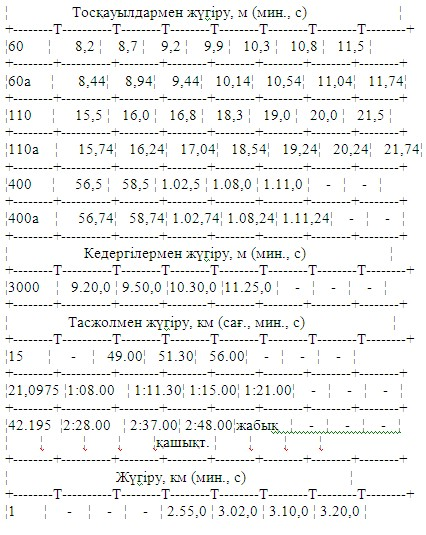 Тосқауылдармен жүгіру, м (мин., с)
60 ¦ 8,2 ¦ 8,7 ¦ 9,2 ¦ 9,9 ¦ 10,3 ¦ 10,8 ¦ 11,5 ¦
60а ¦ 8,44¦ 8,94¦ 9,44¦ 10,14¦ 10,54¦ 11,04¦ 11,74¦
110 ¦ 15,5¦ 16,0¦ 16,8¦ 18,3¦ 19,0¦ 20,0¦ 21,5¦
110а ¦ 15,74¦ 16,24¦ 17,04¦ 18,54¦ 19,24¦ 20,24¦ 21,74¦
400 ¦ 56,5¦ 58,5¦ 1.02,5¦ 1.08,0¦ 1.11,0¦ - ¦ - ¦
400а ¦ 56,74¦ 58,74¦ 1.02,74¦ 1.08,24¦ 1.11,24¦ - ¦ - ¦
Кедергілермен жүгіру, м (мин., с)
3000 ¦ 9.20,0¦ 9.50,0¦ 10.30,0¦ 11.25,0¦ - ¦ - ¦ - ¦
Тасжолмен жүгіру, км (сағ., мин., с)
15 ¦ - ¦ 49.00¦ 51.30¦ 56.00¦ - ¦ - ¦ - ¦
21,0975 ¦1:08.00 ¦ 1:11.30¦ 1:15.00¦ 1:21.00¦ - ¦ - ¦ - ¦
42.195 ¦2:28.00 ¦ 2:37.00¦ 2:48.00¦жабық ¦ - ¦ - ¦ - ¦
қашықт.
Жүгіру, км (мин., с)
1 ¦ - ¦ - ¦ - ¦ 2.55,0¦ 3.02,0¦ 3.10,0¦ 3.20,0¦